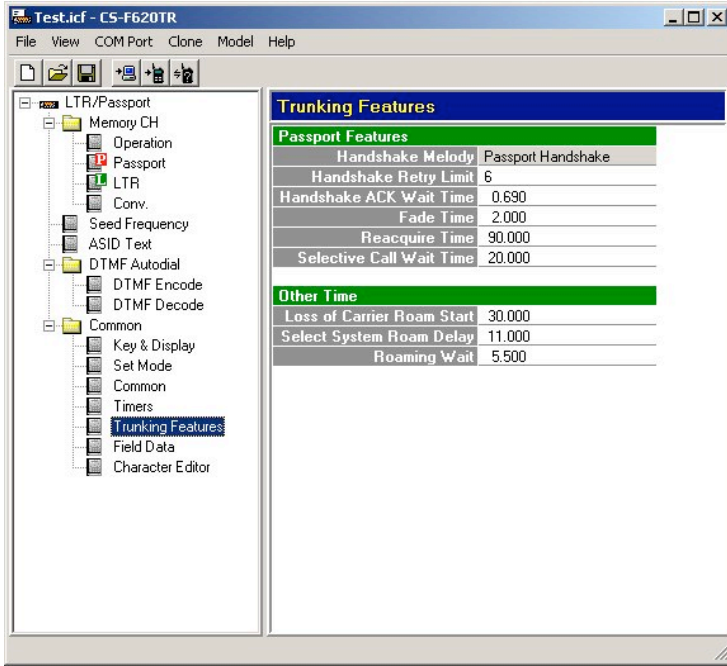 Test.icf - CS-F620TR
File View COM Port Clone Model Help
LTR/Passport
Memory CH
Operation
P Passport
L LTR
Conv.
Seed Frequency
ASID Text
DTMF Autodial
DTMF Encode
DTMF Decode
Common
Key & Display
Set Mode
Common
Timers
Trunking Features
Field Data
Character Editor
Trunking Features
Passport Features
Handshake Melody Passport Handshake
Handshake Retry Limit 6
Handshake ACK Wait Time 0.690
Fade Time 2.000
Reacquire Time 90.000
Selective Call Wait Time 20.000
Other Time
Loss of Carrier Roam Start 30.000
Select System Roam Delay 11.000
Roaming Wait 5.500